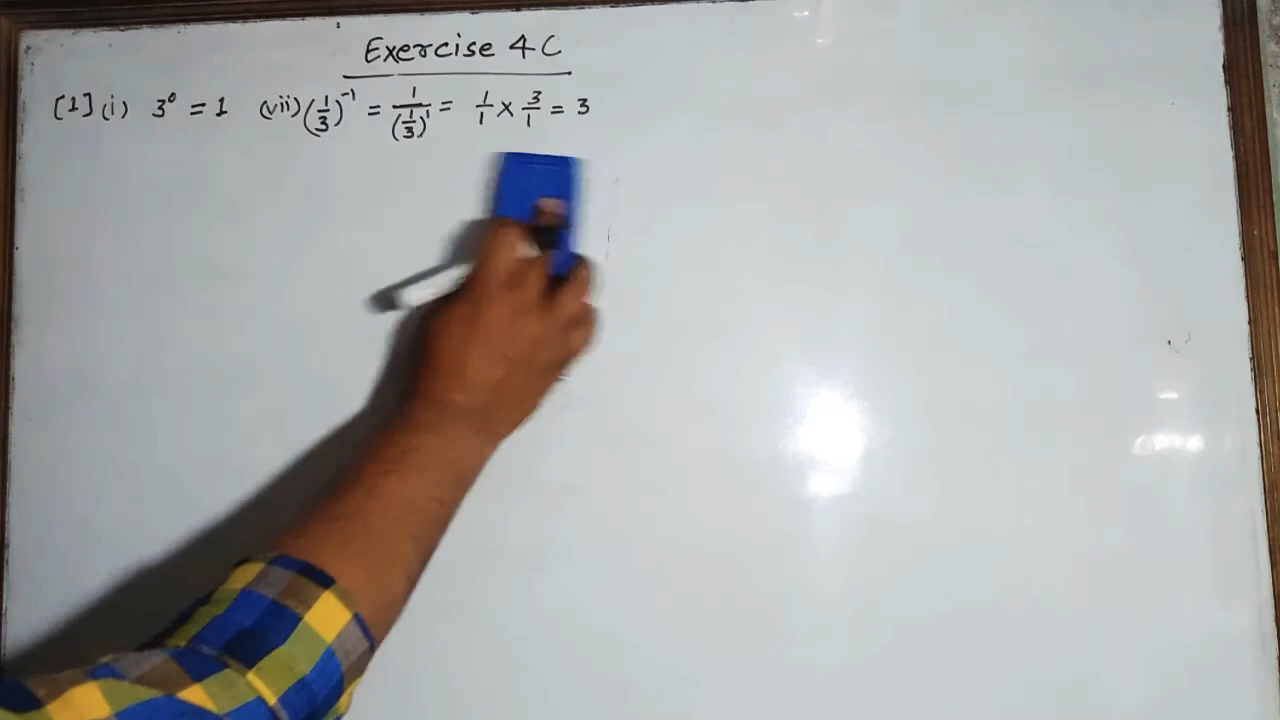 Exercise 4C
[1] (i) 3⁰ = 1 (vii) (1/3)⁻¹ = 1/(1/3)¹ = 1/1 × 3/1 = 3